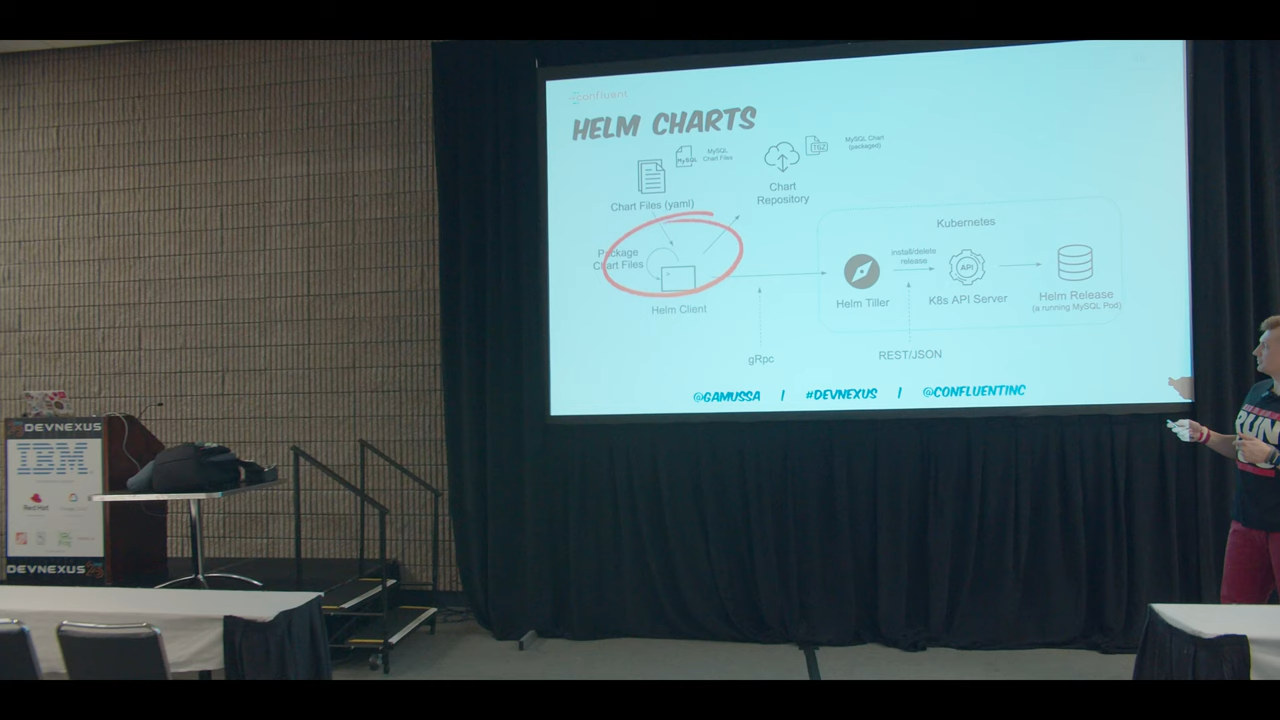 confluent
HELM CHARTS
MySQL
MySQL
Chart Files
TGZ
MySQL Chart
(packaged)
Chart Files (yaml)
Chart
Repository
Package
Chart Files
Helm Client
Kubernetes
install/delete
release
API
Helm Tiller
K8s API Server
Helm Release
(a running MySQL Pod)
gRpc
REST/JSON
@GAMUSSA | #DEVNEXUS | @CONFLUENTINC
RUN
DEVNEXUS
IBM
Red Hat
DEVNEXUS